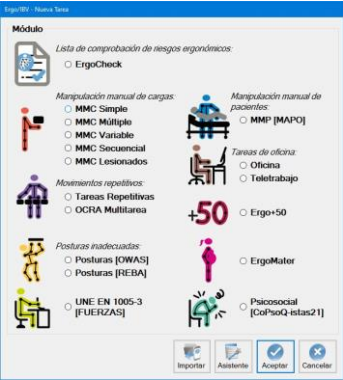 Ergo/IBV - Nueva Tarea
Módulo
Lista de comprobación de riesgos ergonómicos:
ErgoCheck
Manipulación manual de cargas:
MMC Simple
MMC Múltiple
MMC Variable
MMC Secuencial
MMC Lesionados
Manipulación manual de
pacientes:
MMP [MAPO]
Tareas de oficina:
Oficina
Teletrabajo
Movimientos repetitivos:
Tareas Repetitivas
OCRA Multitarea
+50
Ergo+50
Posturas inadecuadas:
Posturas [OWAS]
Posturas [REBA]
ErgoMater
UNE EN 1005-3
[FUERZAS]
Psicosocial
[CoPsoQ-istas21]
Importar
Asistente
Aceptar
Cancelar